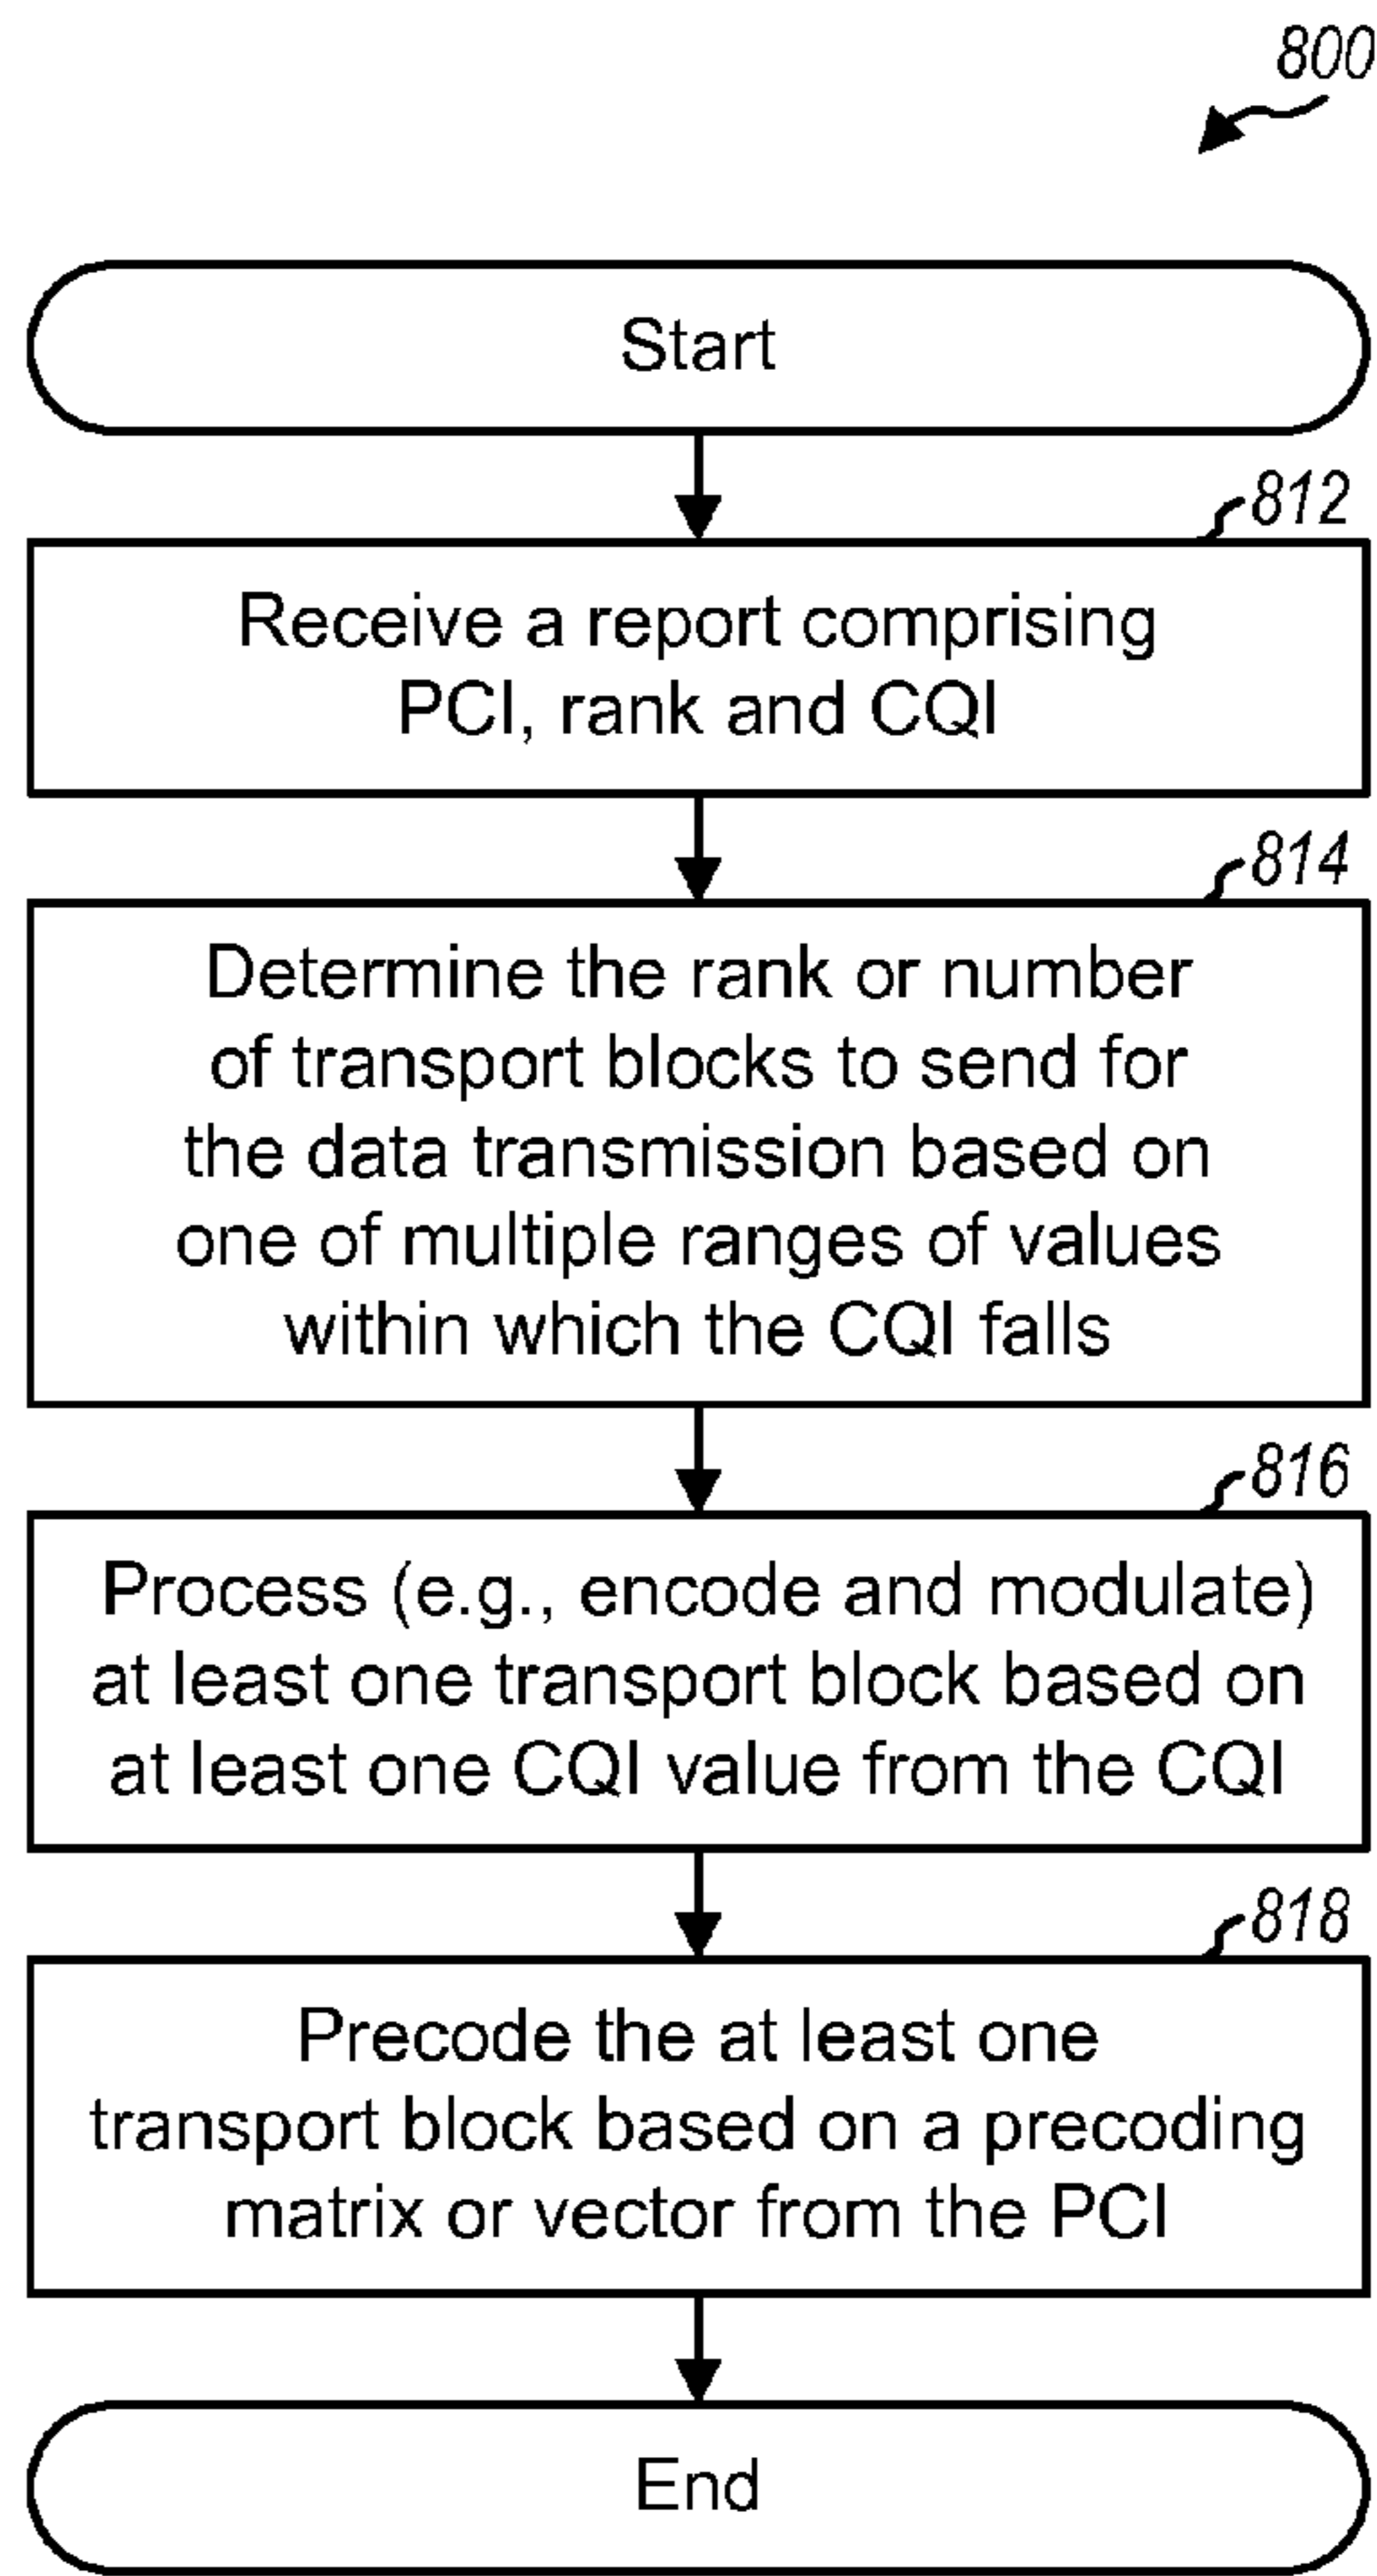 800
Start
812
Receive a report comprising
PCI, rank and CQI
814
Determine the rank or number
of transport blocks to send for
the data transmission based on
one of multiple ranges of values
within which the CQI falls
816
Process (e.g., encode and modulate)
at least one transport block based on
at least one CQI value from the CQI
818
Precode the at least one
transport block based on a precoding
matrix or vector from the PCI
End